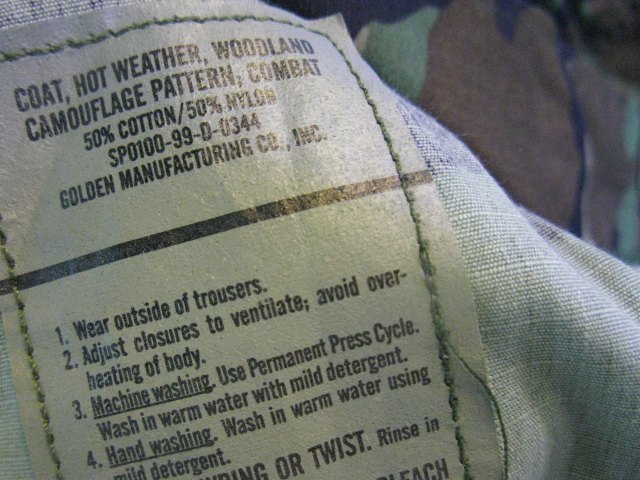 COAT, HOT WEATHER, WOODLAND
CAMOUFLAGE PATTERN, COMBAT
50% COTTON/50% NYLON
SPO100-99-D-0344
GOLDEN MANUFACTURING CO., INC.
1. Wear outside of trousers.
2. Adjust closures to ventilate; avoid over-
heating of body.
3. Machine washing. Use Permanent Press Cycle.
Wash in warm water with mild detergent.
4. Hand washing. Wash in warm water using
mild detergent.
OR TWIST. Rinse in
BLEACH